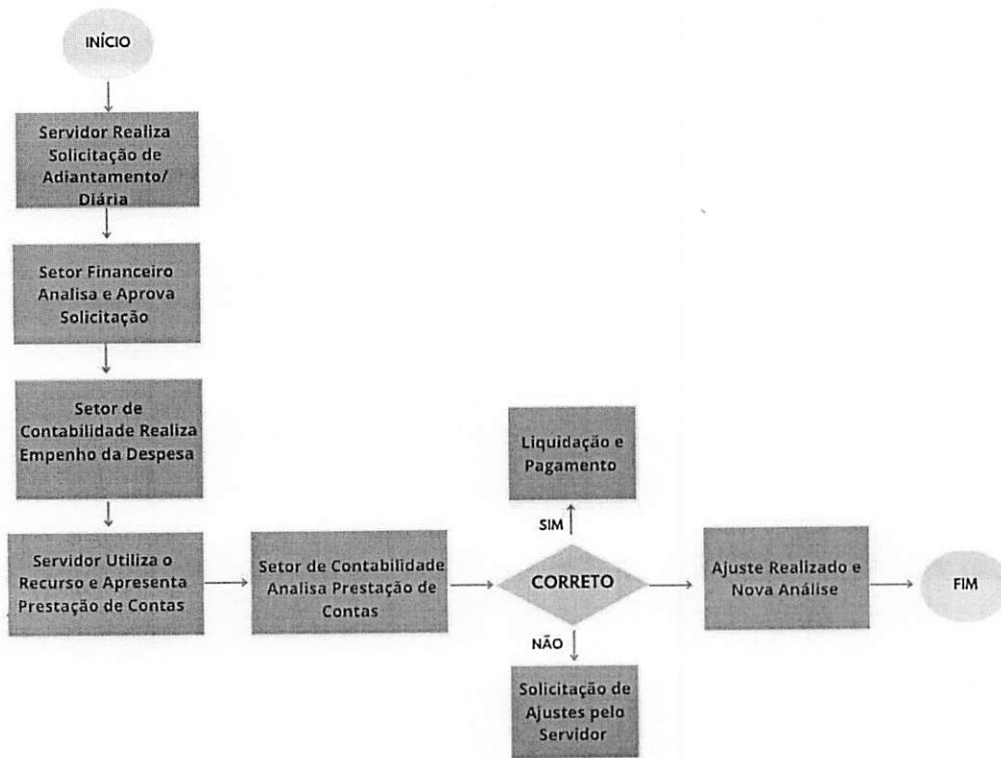 INÍCIO
Servidor Realiza
Solicitação de
Adiantamento/
Diária
Setor Financeiro
Analisa e Aprova
Solicitação
Setor de
Contabilidade Realiza
Empenho da Despesa
Servidor Utiliza o
Recurso e Apresenta
Prestação de Contas
Setor de Contabilidade
Analisa Prestação de
Contas
Liquidação e
Pagamento
SIM
CORRETO
NÃO
Solicitação de
Ajustes pelo
Servidor
Ajuste Realizado e
Nova Análise
FIM